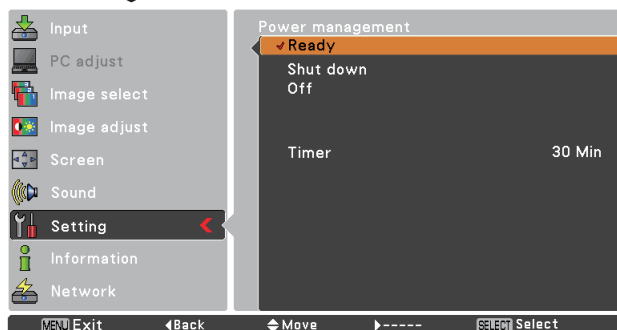 Input
PC adjust
Image select
Image adjust
Screen
Sound
Setting
Information
Network
Power management
Ready
Shut down
Off
Timer 30 Min
MENU Exit Back Move ----- SELECT Select